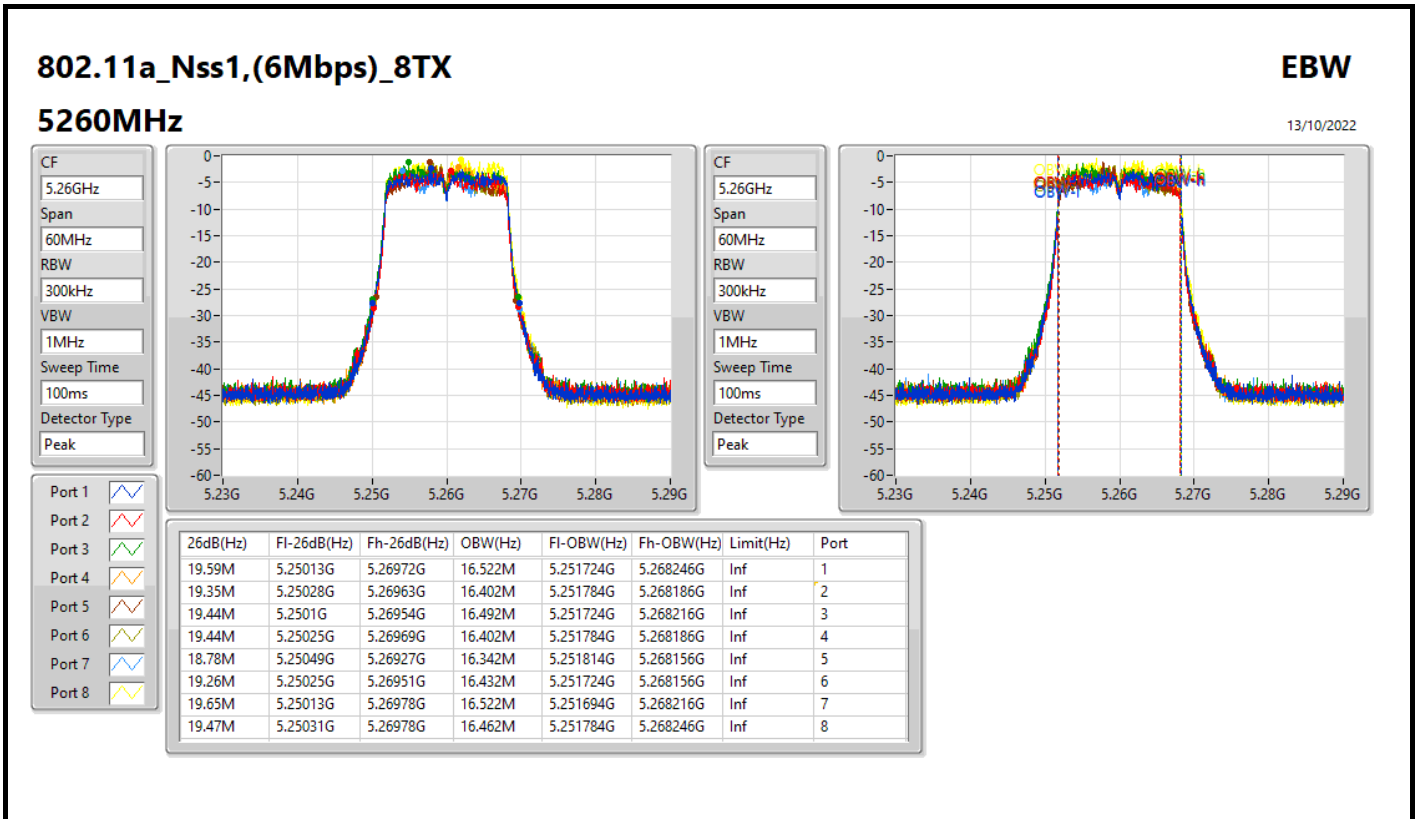 802.11a_Nss1,(6Mbps)_8TX EBW
5260MHz
13/10/2022
CF
5.26GHz
Span
60MHz
RBW
300kHz
VBW
1MHz
Sweep Time
100ms
Detector Type
Peak
0
-5
-10
-15
-20
-25
-30
-35
-40
-45
-50
-55
-60
5.23G 5.24G 5.25G 5.26G 5.27G 5.28G 5.29G
CF
5.26GHz
Span
60MHz
RBW
300kHz
VBW
1MHz
Sweep Time
100ms
Detector Type
Peak
0
-5
-10
-15
-20
-25
-30
-35
-40
-45
-50
-55
-60
5.23G 5.24G 5.25G 5.26G 5.27G 5.28G 5.29G
Port 1
Port 2
Port 3
Port 4
Port 5
Port 6
Port 7
Port 8
26dB(Hz) Fl-26dB(Hz) Fh-26dB(Hz) OBW(Hz) Fl-OBW(Hz) Fh-OBW(Hz) Limit(Hz) Port
19.59M 5.25013G 5.26972G 16.522M 5.251724G 5.268246G Inf 1
19.35M 5.25028G 5.26963G 16.402M 5.251784G 5.268186G Inf 2
19.44M 5.2501G 5.26954G 16.492M 5.251724G 5.268216G Inf 3
19.44M 5.25025G 5.26969G 16.402M 5.251784G 5.268186G Inf 4
18.78M 5.25049G 5.26927G 16.342M 5.251814G 5.268156G Inf 5
19.26M 5.25025G 5.26951G 16.432M 5.251724G 5.268156G Inf 6
19.65M 5.25013G 5.26978G 16.522M 5.251694G 5.268216G Inf 7
19.47M 5.25031G 5.26978G 16.462M 5.251784G 5.268246G Inf 8